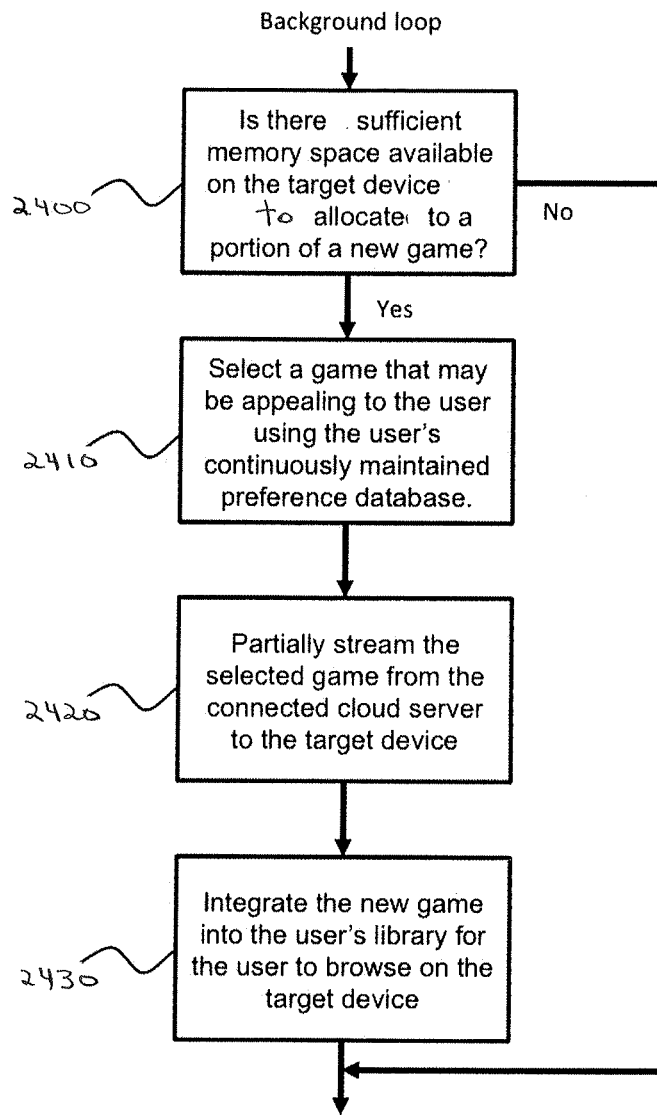 Background loop
Is there sufficient
memory space available
on the target device
to allocate to a
portion of a new game?
2400
No
Yes
Select a game that may
be appealing to the user
using the user's
continuously maintained
preference database.
2410
Partially stream the
selected game from the
connected cloud server
to the target device
2420
Integrate the new game
into the user's library for
the user to browse on the
target device
2430